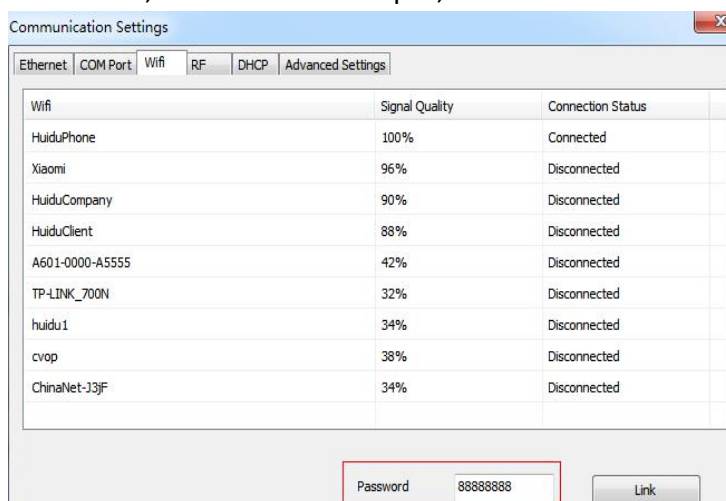 Communication Settings
Ethernet COM Port Wifi RF DHCP Advanced Settings
Wifi Signal Quality Connection Status
HuiduPhone 100% Connected
Xiaomi 96% Disconnected
HuiduCompany 90% Disconnected
HuiduClient 88% Disconnected
A601-0000-A5555 42% Disconnected
TP-LINK_700N 32% Disconnected
huidu1 34% Disconnected
cvop 38% Disconnected
ChinaNet-J3jF 34% Disconnected
Password 88888888 Link